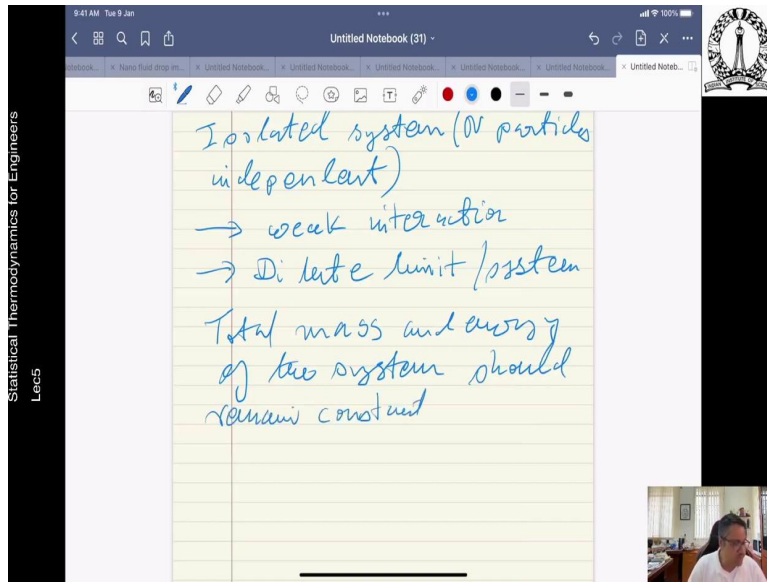 9:41 AM Tue 9 Jan
100%
Untitled Notebook (31)
× Nano fluid drop im...
× Untitled Notebook...
× Untitled Notebook...
× Untitled Notebook...
× Untitled Notebook...
× Untitled Notebook...
× Untitled Noteb...
Isolated system (N particles
independent)
→ weak interaction
→ Dilute limit / system
Total mass and energy
of the system should
remain constant
Statistical Thermodynamics for Engineers
Lec5